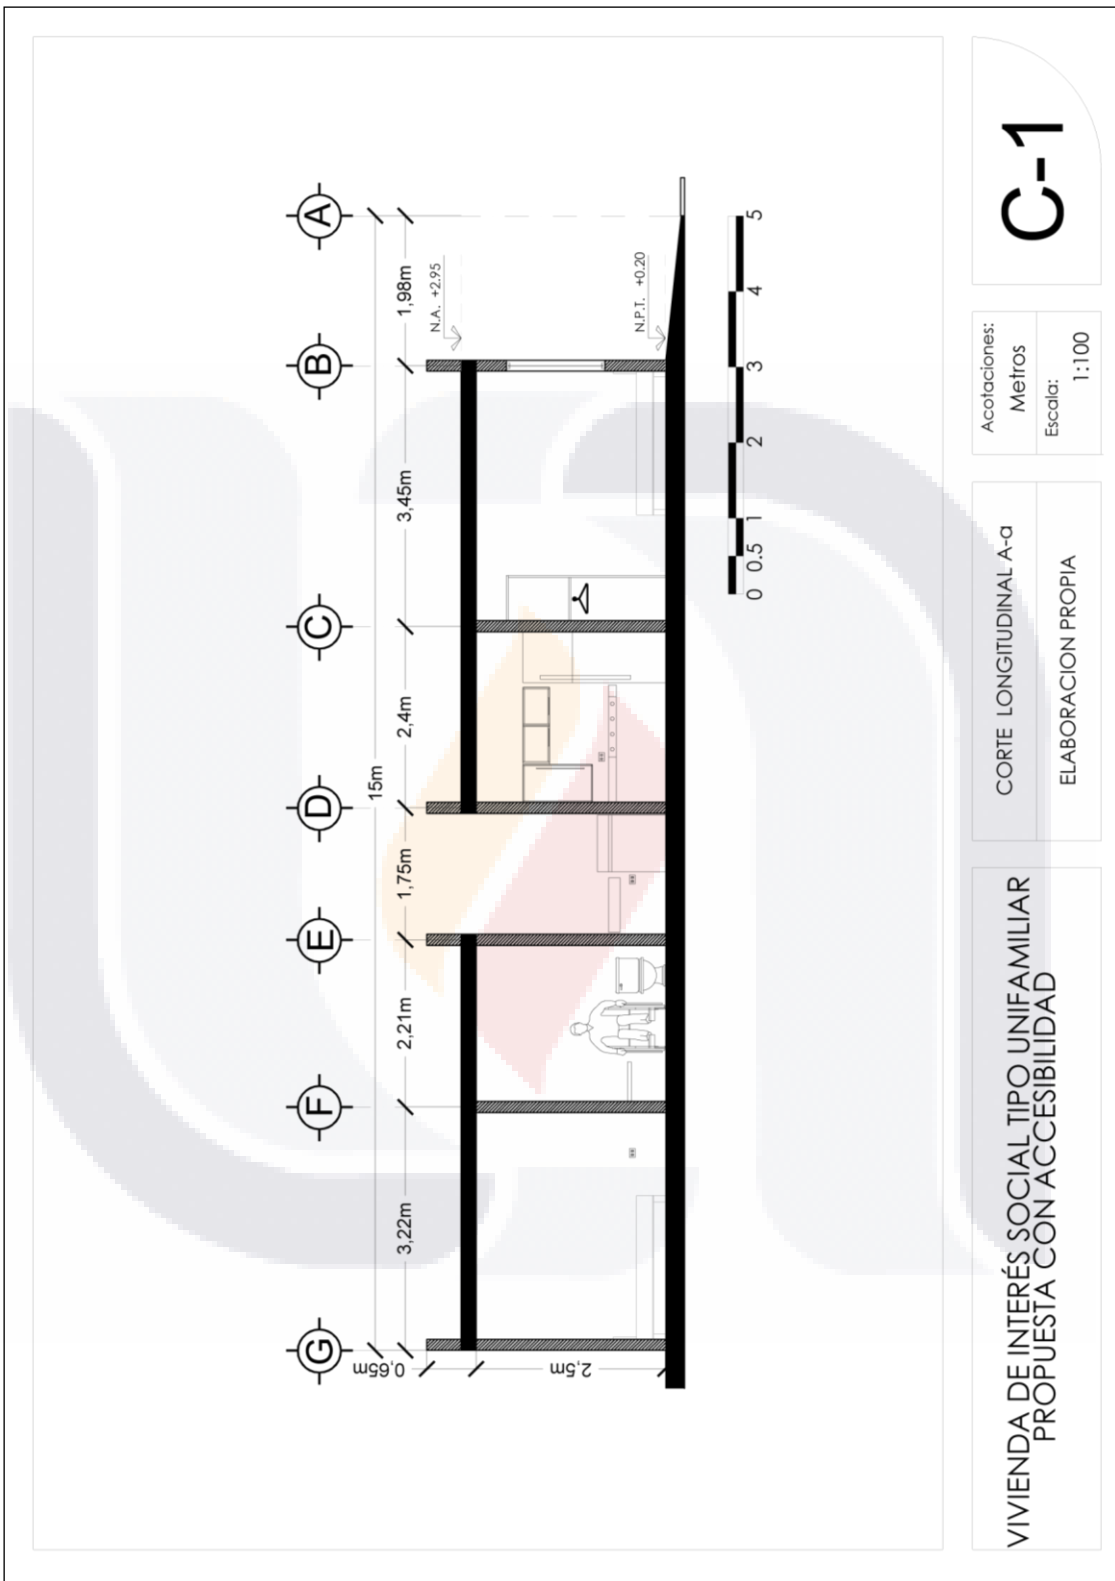 G
F
E
D
C
B
A
15m
3,22m
2,21m
1,75m
2,4m
3,45m
1,98m
0,65m
2,5m
N.A. +2.95
N.P.T. +0.20
0 0.5 1 2 3 4 5
VIVIENDA DE INTERÉS SOCIAL TIPO UNIFAMILIAR
PROPUESTA CON ACCESIBILIDAD
CORTE LONGITUDINAL A-a
ELABORACION PROPIA
Acotaciones:
Metros
Escala:
1:100
C-1